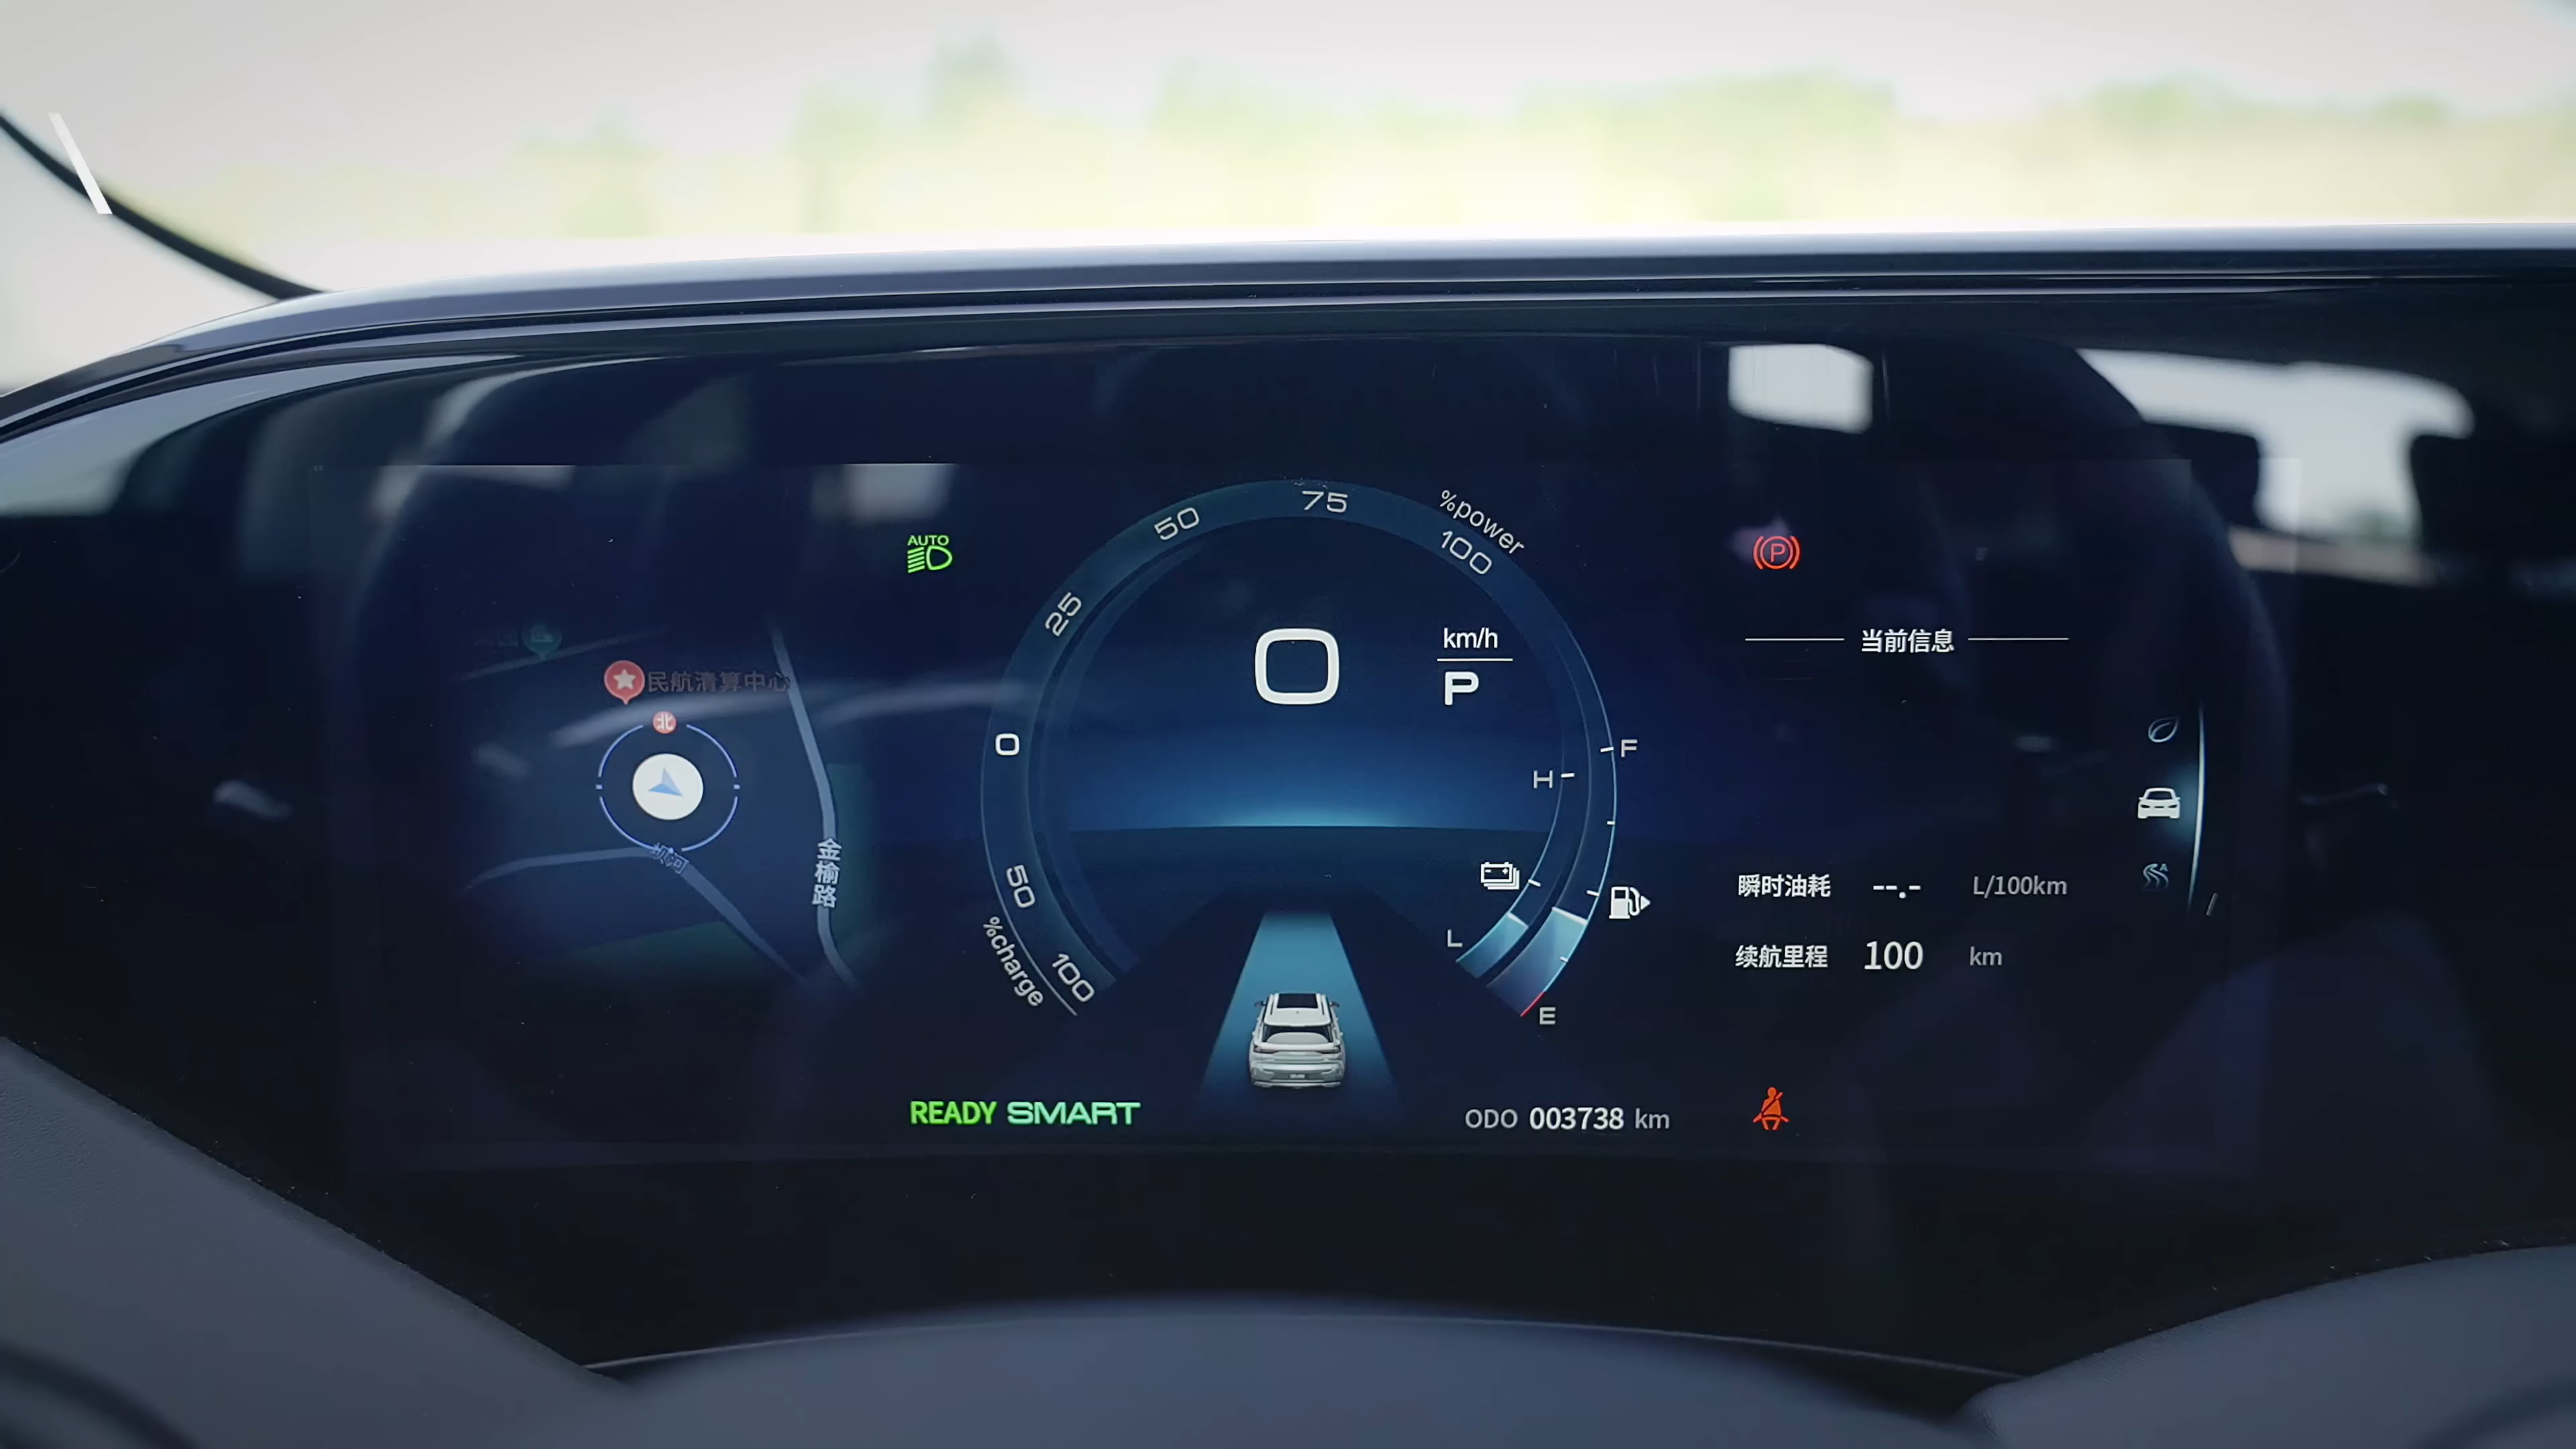 AUTO
民航清算中心
北
坝河
金榆路
%power
100
75
50
25
0
50
100
%charge
0
km/h
P
F
H
L
E
P
当前信息
瞬时油耗 --.- L/100km
续航里程 100 km
READY SMART
ODO 003738 km